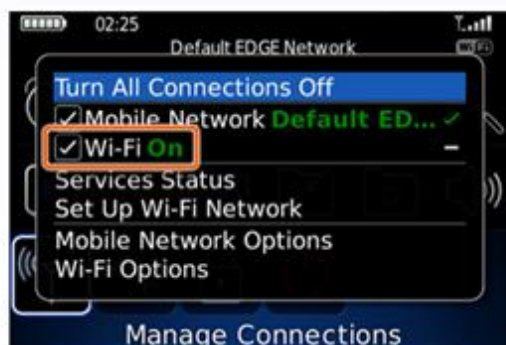 02:25
Default EDGE Network
Turn All Connections Off
Mobile Network Default ED...
Wi-Fi On
Services Status
Set Up Wi-Fi Network
Mobile Network Options
Wi-Fi Options
Manage Connections